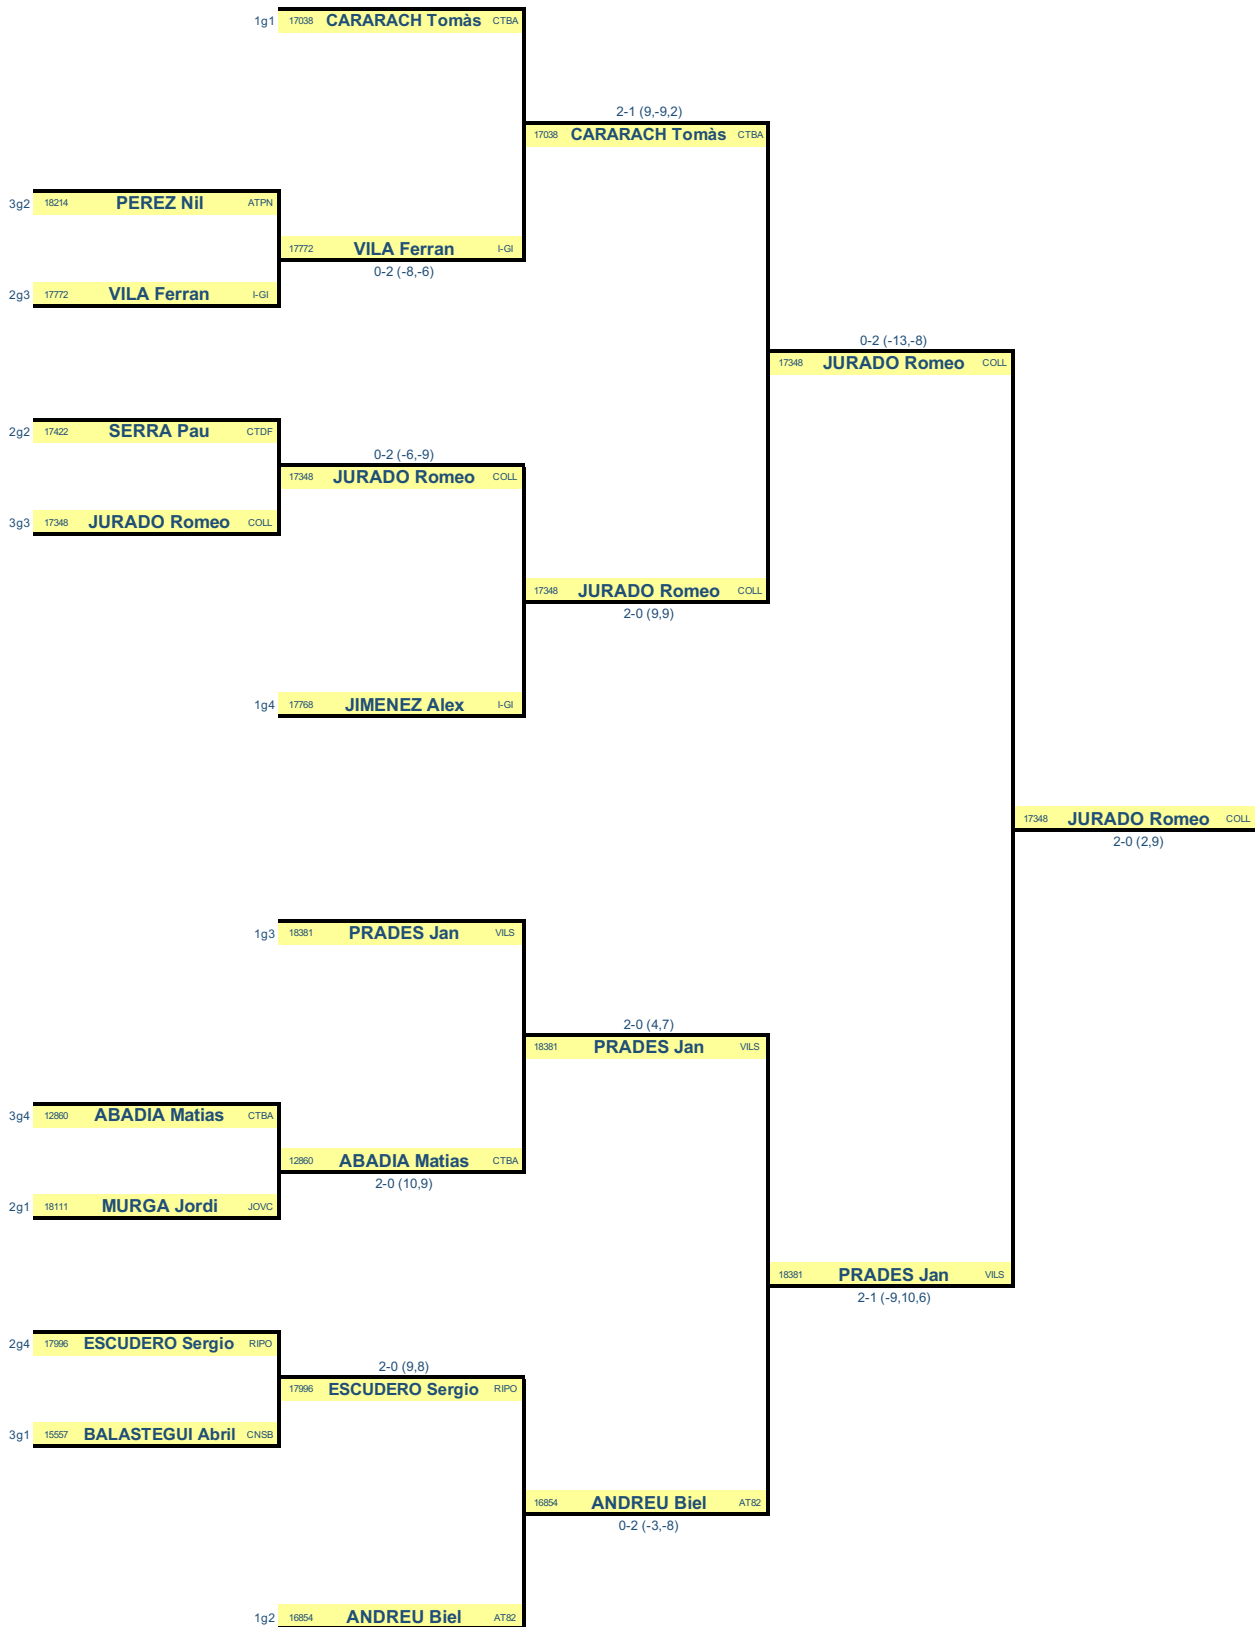 1g1 17038 CARARACH Tomàs CTBA
2-1 (9,-9,2)
17038 CARARACH Tomàs CTBA
3g2 18214 PEREZ Nil ATPN
17772 VILA Ferran I-GI
0-2 (-8,-6)
2g3 17772 VILA Ferran I-GI
0-2 (-13,-8)
17348 JURADO Romeo COLL
2g2 17422 SERRA Pau CTDF
0-2 (-6,-9)
17348 JURADO Romeo COLL
3g3 17348 JURADO Romeo COLL
17348 JURADO Romeo COLL
2-0 (9,9)
1g4 17768 JIMENEZ Alex I-GI
17348 JURADO Romeo COLL
2-0 (2,9)
1g3 18381 PRADES Jan VILS
2-0 (4,7)
18381 PRADES Jan VILS
3g4 12860 ABADIA Matias CTBA
12860 ABADIA Matias CTBA
2-0 (10,9)
2g1 18111 MURGA Jordi JOVC
18381 PRADES Jan VILS
2-1 (-9,10,6)
2g4 17996 ESCUDERO Sergio RIPO
2-0 (9,8)
17996 ESCUDERO Sergio RIPO
3g1 15557 BALASTEGUI Abril CNSB
16854 ANDREU Biel AT82
0-2 (-3,-8)
1g2 16854 ANDREU Biel AT82